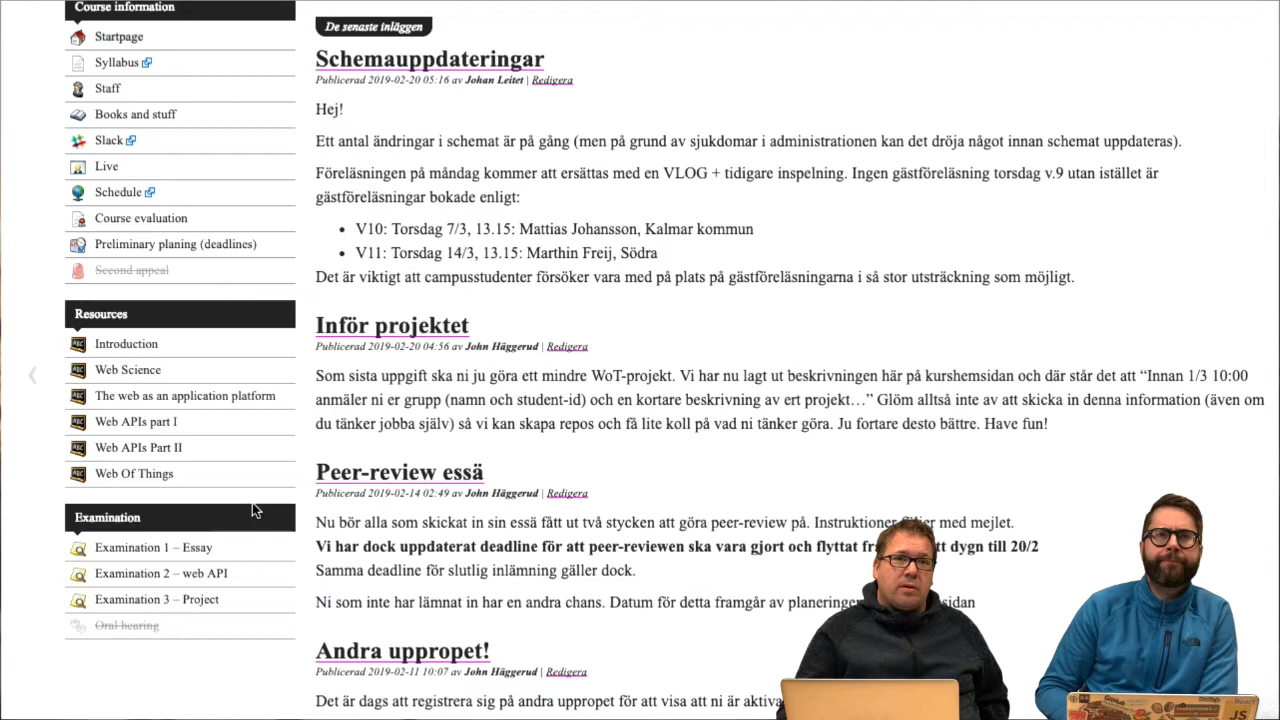 Course information
Startpage
Syllabus
Staff
Books and stuff
Slack
Live
Schedule
Course evaluation
Preliminary planing (deadlines)
Second appeal
Resources
Introduction
Web Science
The web as an application platform
Web APIs part I
Web APIs Part II
Web Of Things
Examination
Examination 1 – Essay
Examination 2 – web API
Examination 3 – Project
Oral hearing
De senaste inläggen
Schemauppdateringar
Publicerad 2019-02-20 05:16 av Johan Leitet | Redigera
Hej!
Ett antal ändringar i schemat är på gång (men på grund av sjukdomar i administrationen kan det dröja något innan schemat uppdateras).
Föreläsningen på måndag kommer att ersättas med en VLOG + tidigare inspelning. Ingen gästföreläsning torsdag v.9 utan istället är
gästföreläsningar bokade enligt:
• V10: Torsdag 7/3, 13.15: Mattias Johansson, Kalmar kommun
• V11: Torsdag 14/3, 13.15: Marthin Freij, Södra
Det är viktigt att campusstudenter försöker vara med på plats på gästföreläsningarna i så stor utsträckning som möjligt.
Inför projektet
Publicerad 2019-02-20 04:56 av John Häggerud | Redigera
Som sista uppgift ska ni ju göra ett mindre WoT-projekt. Vi har nu lagt ut beskrivningen här på kurshemsidan och där står det att “Innan 1/3 10:00
anmäler ni er grupp (namn och student-id) och en kortare beskrivning av ert projekt…” Glöm alltså inte av att skicka in denna information (även om
du tänker jobba själv) så vi kan skapa repos och få lite koll på vad ni tänker göra. Ju fortare desto bättre. Have fun!
Peer-review essä
Publicerad 2019-02-14 02:49 av John Häggerud | Redigera
Nu bör alla som skickat in sin essä fått ut två stycken att göra peer-review på. Instruktioner följer med mejlet.
Vi har dock uppdaterat deadline för att peer-reviewen ska vara gjort och flyttat fra tt dygn till 20/2
Samma deadline för slutlig inlämning gäller dock.
Ni som inte har lämnat in har en andra chans. Datum för detta framgår av planeringen sidan
Andra uppropet!
Publicerad 2019-02-11 10:07 av John Häggerud | Redigera
Det är dags att registrera sig på andra uppropet för att visa att ni är aktiva
GitHub
JS